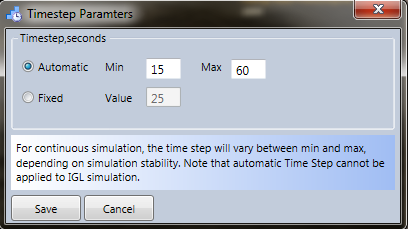 Timestep Paramters
Timestep,seconds
Automatic Min 15 Max 60
Fixed Value 25
For continuous simulation, the time step will vary between min and max,
depending on simulation stability. Note that automatic Time Step cannot be
applied to IGL simulation.
Save Cancel